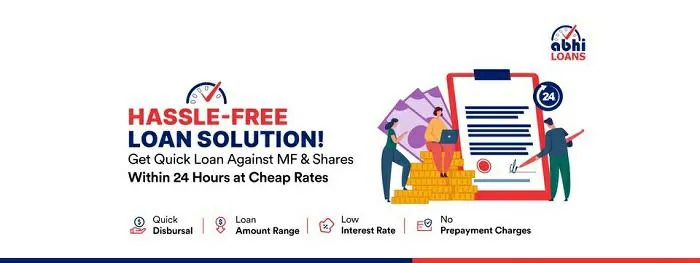 abhi
LOANS
HASSLE-FREE
LOAN SOLUTION!
Get Quick Loan Against MF & Shares
Within 24 Hours at Cheap Rates
24
Quick
Disbursal
Loan
Amount Range
Low
Interest Rate
No
Prepayment Charges